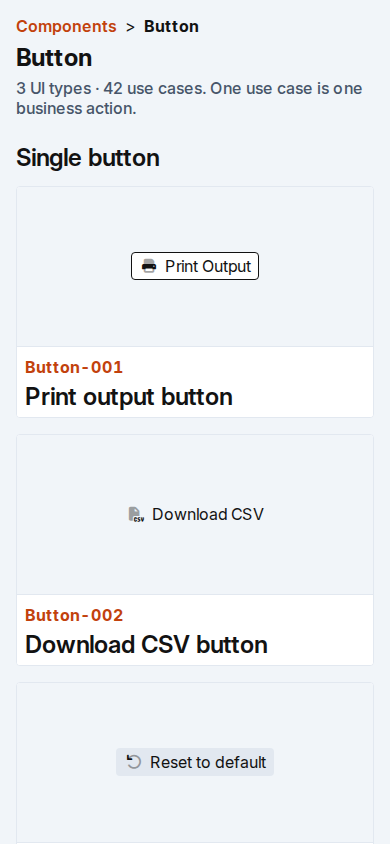 Components > Button
Button
3 UI types · 42 use cases. One use case is one
business action.
Single button
Print Output
Button-001
Print output button
CSV Download CSV
Button-002
Download CSV button
Reset to default